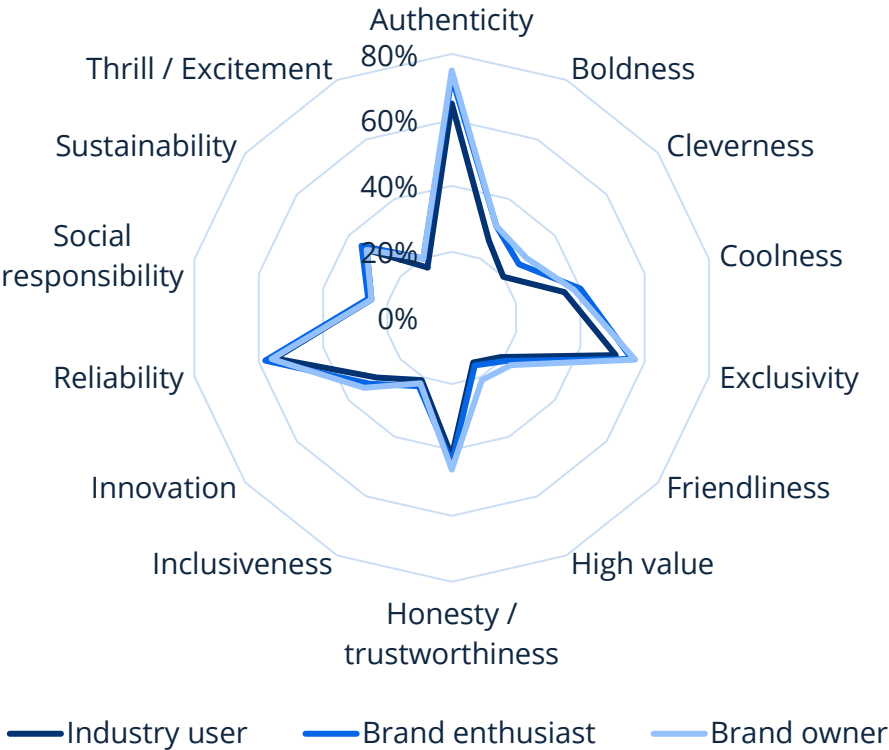 Authenticity
80%
Thrill / Excitement
Boldness
60%
Sustainability
Cleverness
40%
Social
responsibility
20%
Coolness
0%
Reliability
Exclusivity
Innovation
Friendliness
Inclusiveness
High value
Honesty /
trustworthiness
Industry user
Brand enthusiast
Brand owner